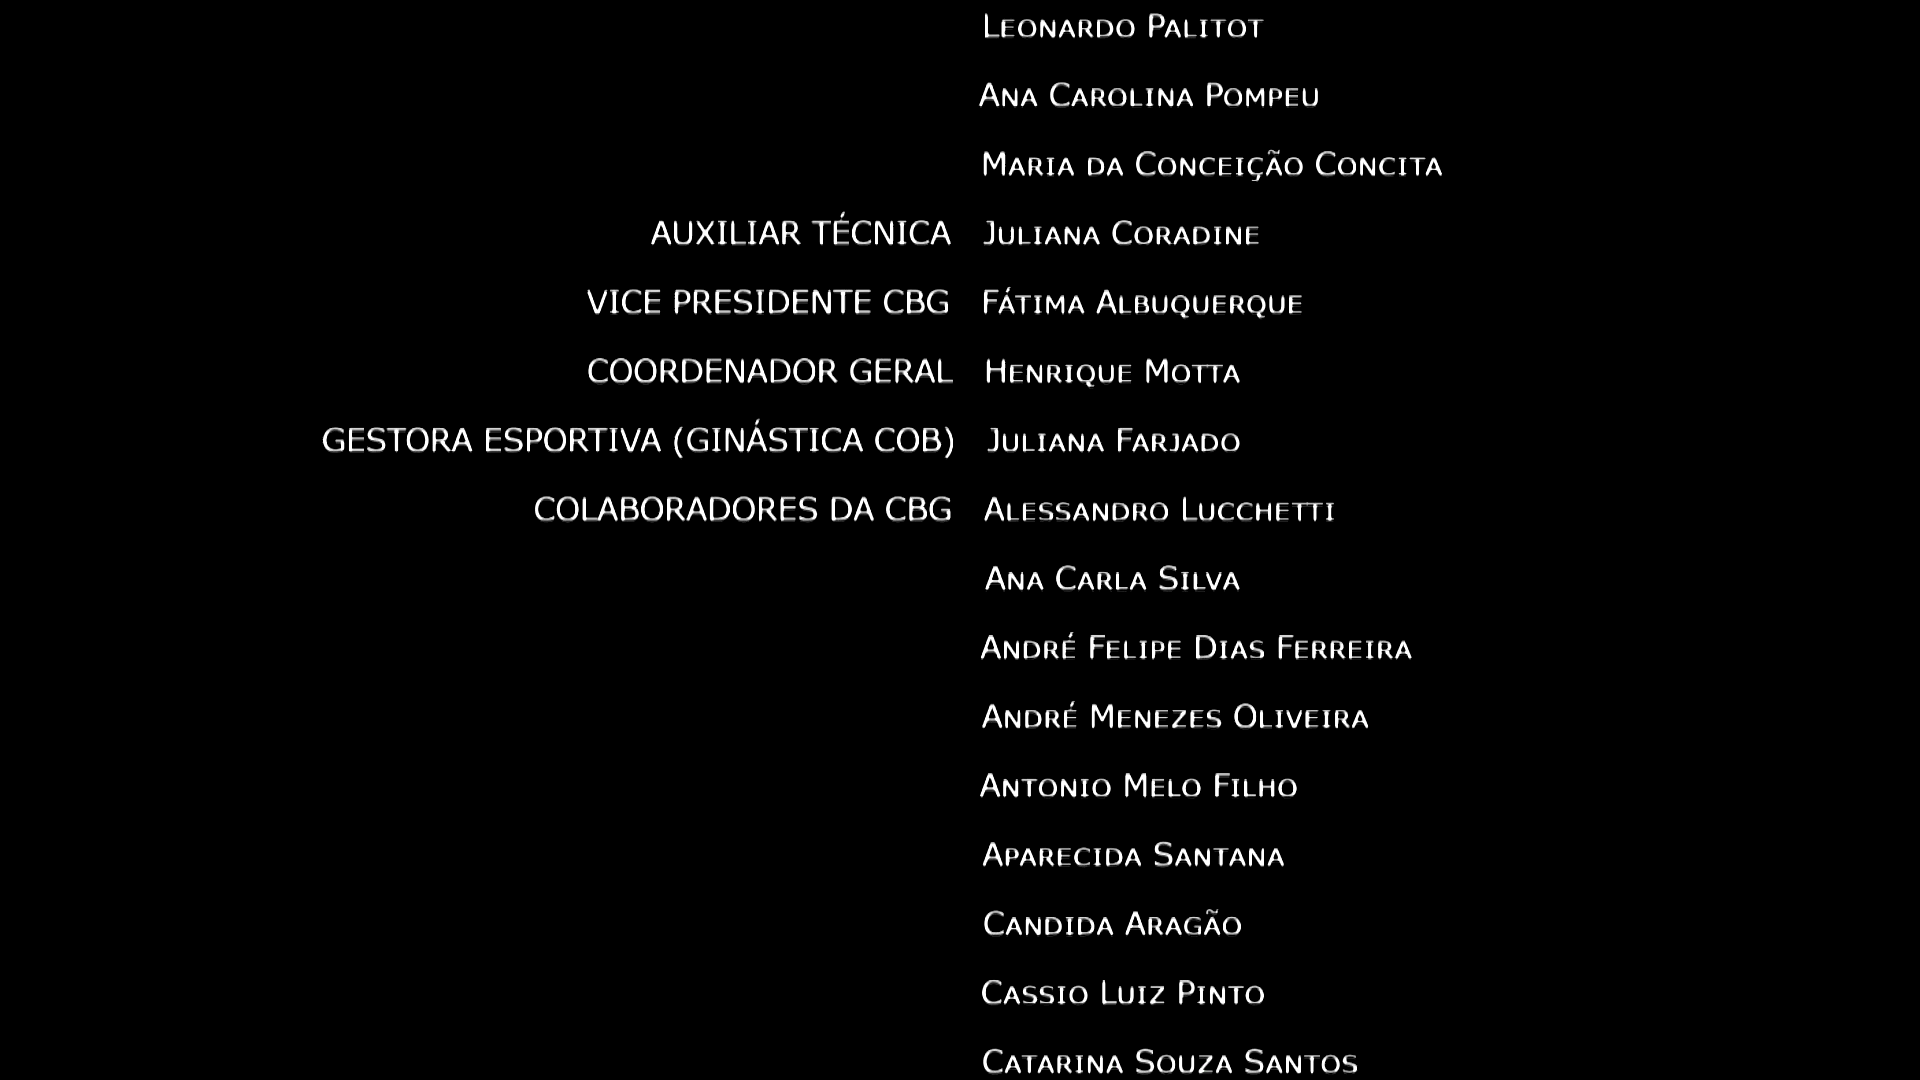 Leonardo Palitot
Ana Carolina Pompeu
Maria da Conceição Concita
AUXILIAR TÉCNICA Juliana Coradine
VICE PRESIDENTE CBG Fátima Albuquerque
COORDENADOR GERAL Henrique Motta
GESTORA ESPORTIVA (GINÁSTICA COB) Juliana Farjado
COLABORADORES DA CBG Alessandro Lucchetti
Ana Carla Silva
André Felipe Dias Ferreira
André Menezes Oliveira
Antonio Melo Filho
Aparecida Santana
Candida Aragão
Cassio Luiz Pinto
Catarina Souza Santos